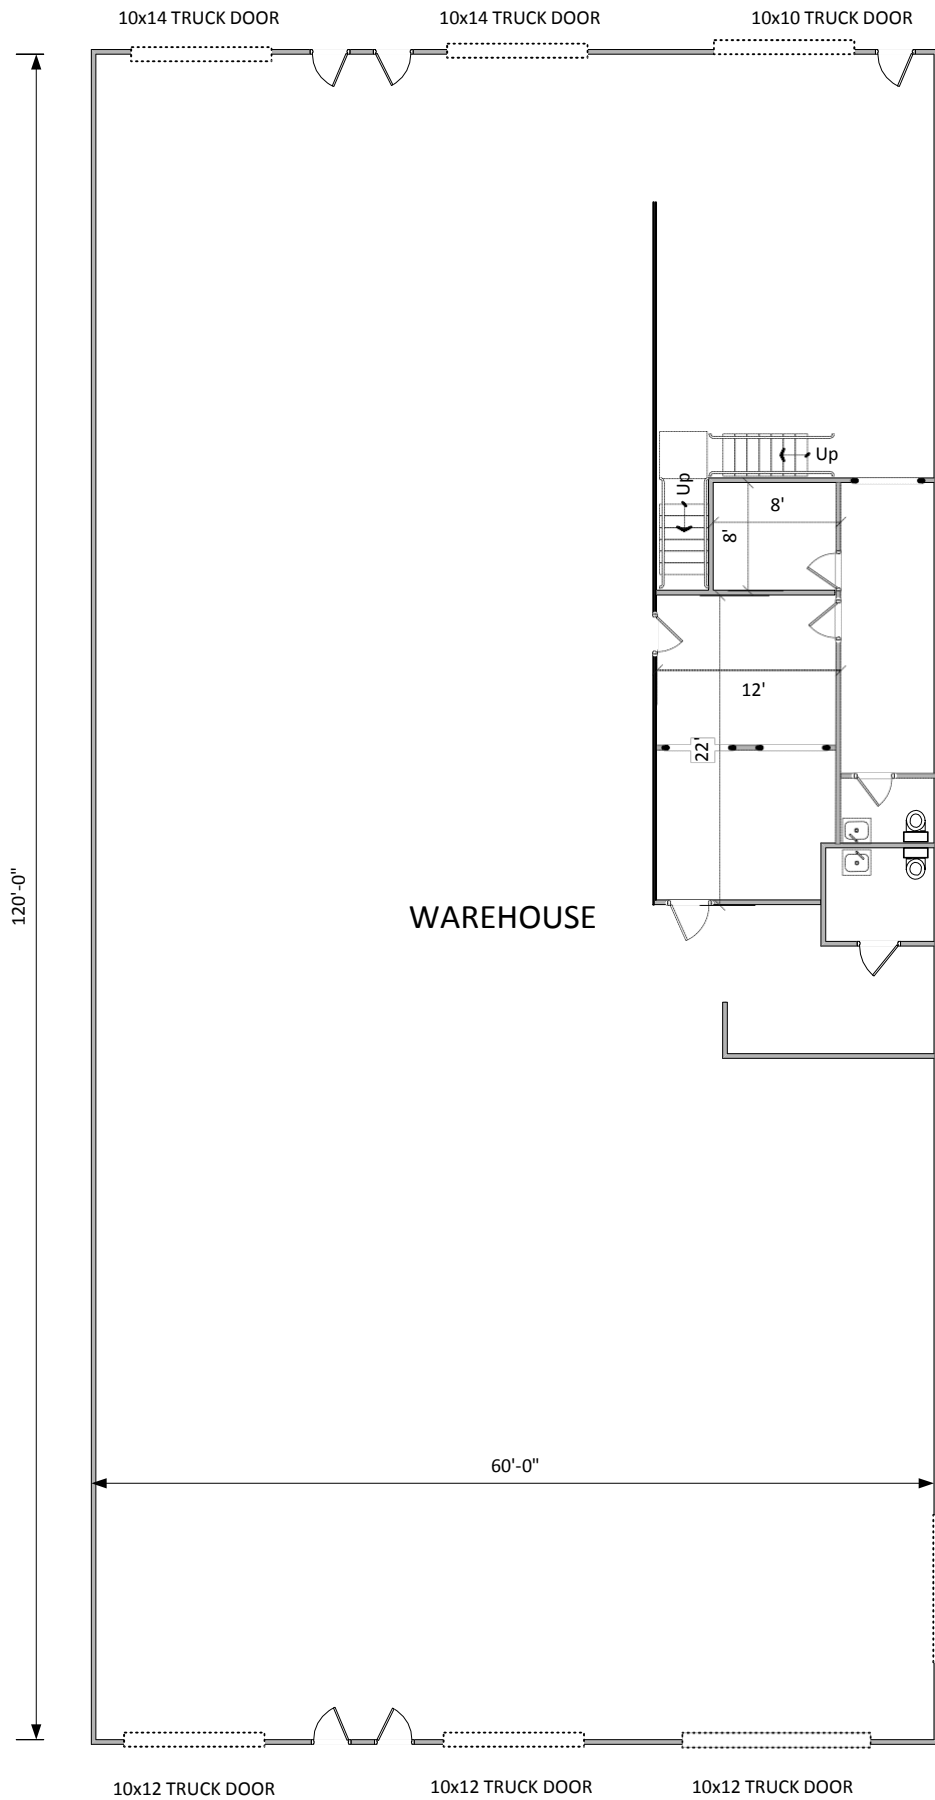 10x14 TRUCK DOOR
10x14 TRUCK DOOR
10x10 TRUCK DOOR
Up
Up
8'
8'
12'
22'
120'-0"
WAREHOUSE
60'-0"
10x12 TRUCK DOOR
10x12 TRUCK DOOR
10x12 TRUCK DOOR